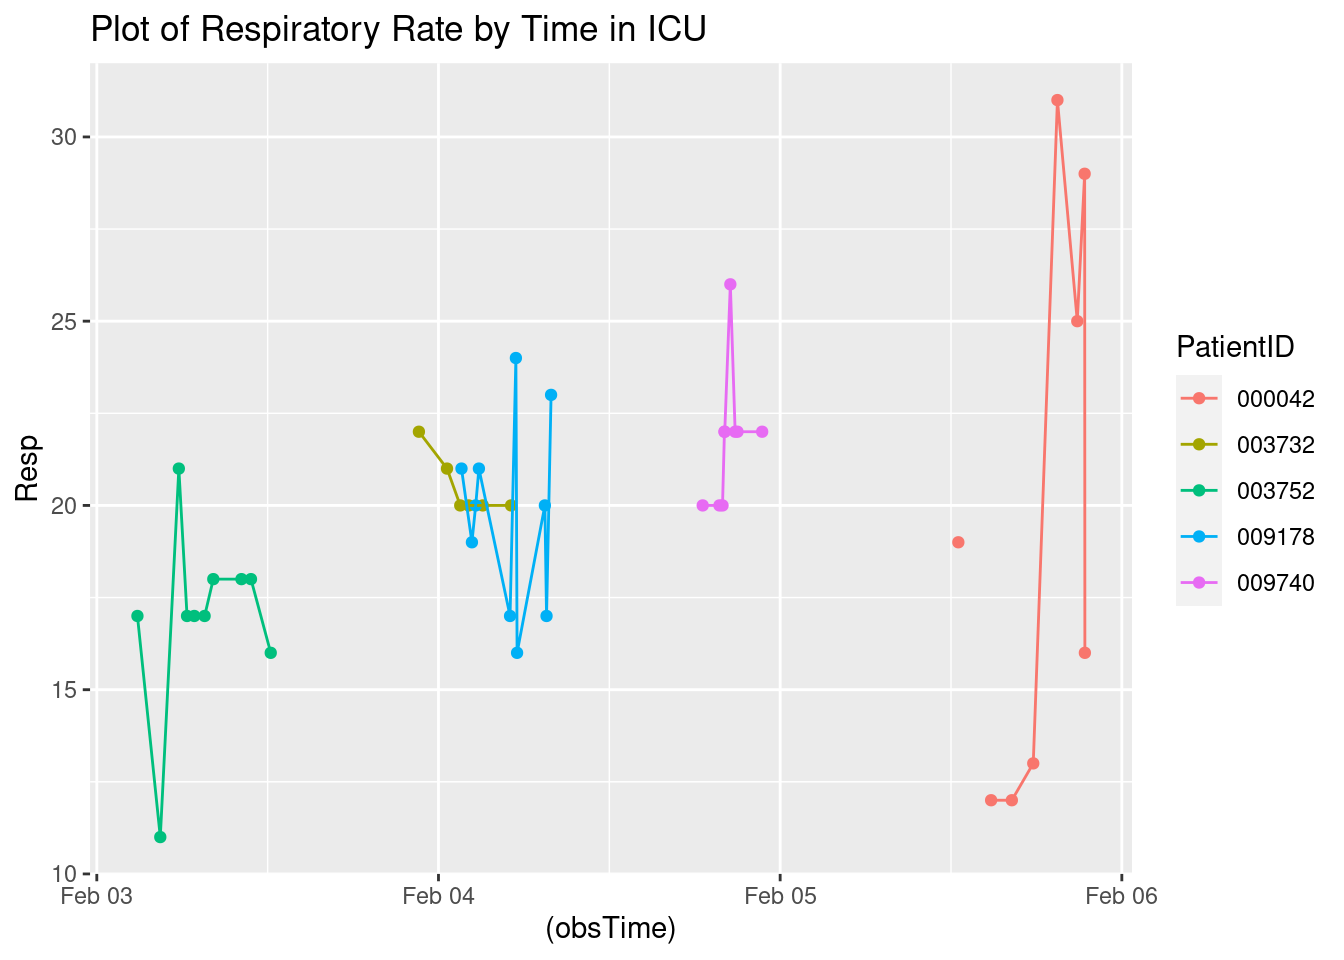 Plot of Respiratory Rate by Time in ICU
Resp
30
25
20
15
10
Feb 03
Feb 04
Feb 05
Feb 06
(obsTime)
PatientID
000042
003732
003752
009178
009740